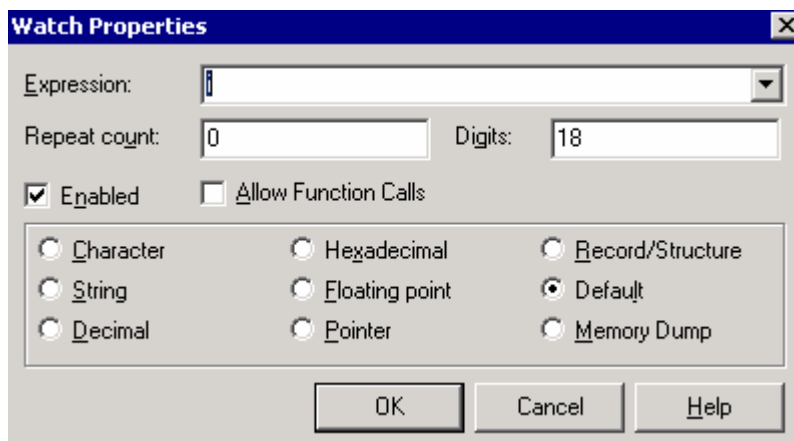 Watch Properties
Expression: i
Repeat count: 0 Digits: 18
Enabled Allow Function Calls
Character Hexadecimal Record/Structure
String Floating point Default
Decimal Pointer Memory Dump
OK Cancel Help